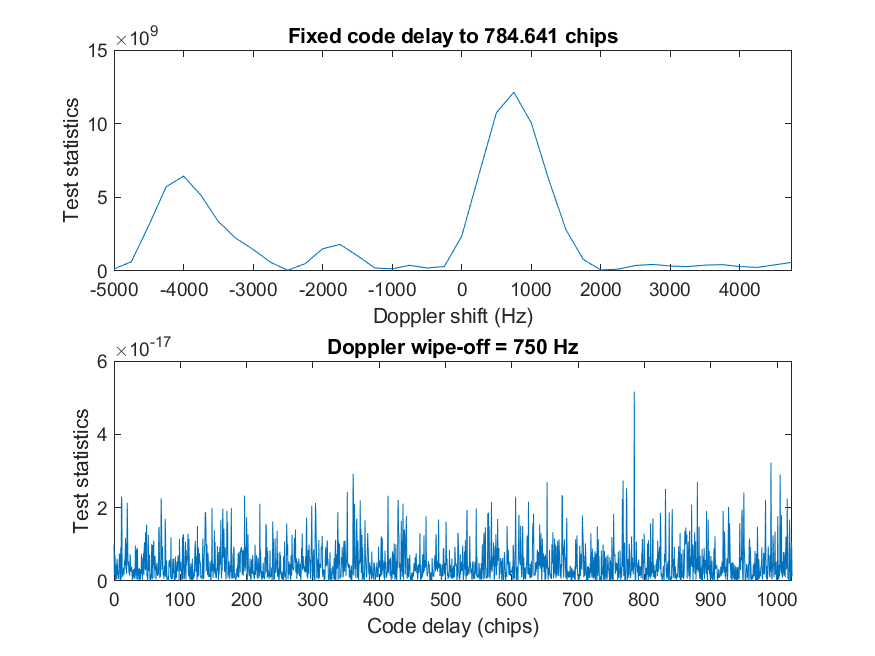 ×10^9
Fixed code delay to 784.641 chips
15
10
5
0
Test statistics
-5000 -4000 -3000 -2000 -1000 0 1000 2000 3000 4000
Doppler shift (Hz)
×10^-17
Doppler wipe-off = 750 Hz
6
4
2
0
Test statistics
0 100 200 300 400 500 600 700 800 900 1000
Code delay (chips)